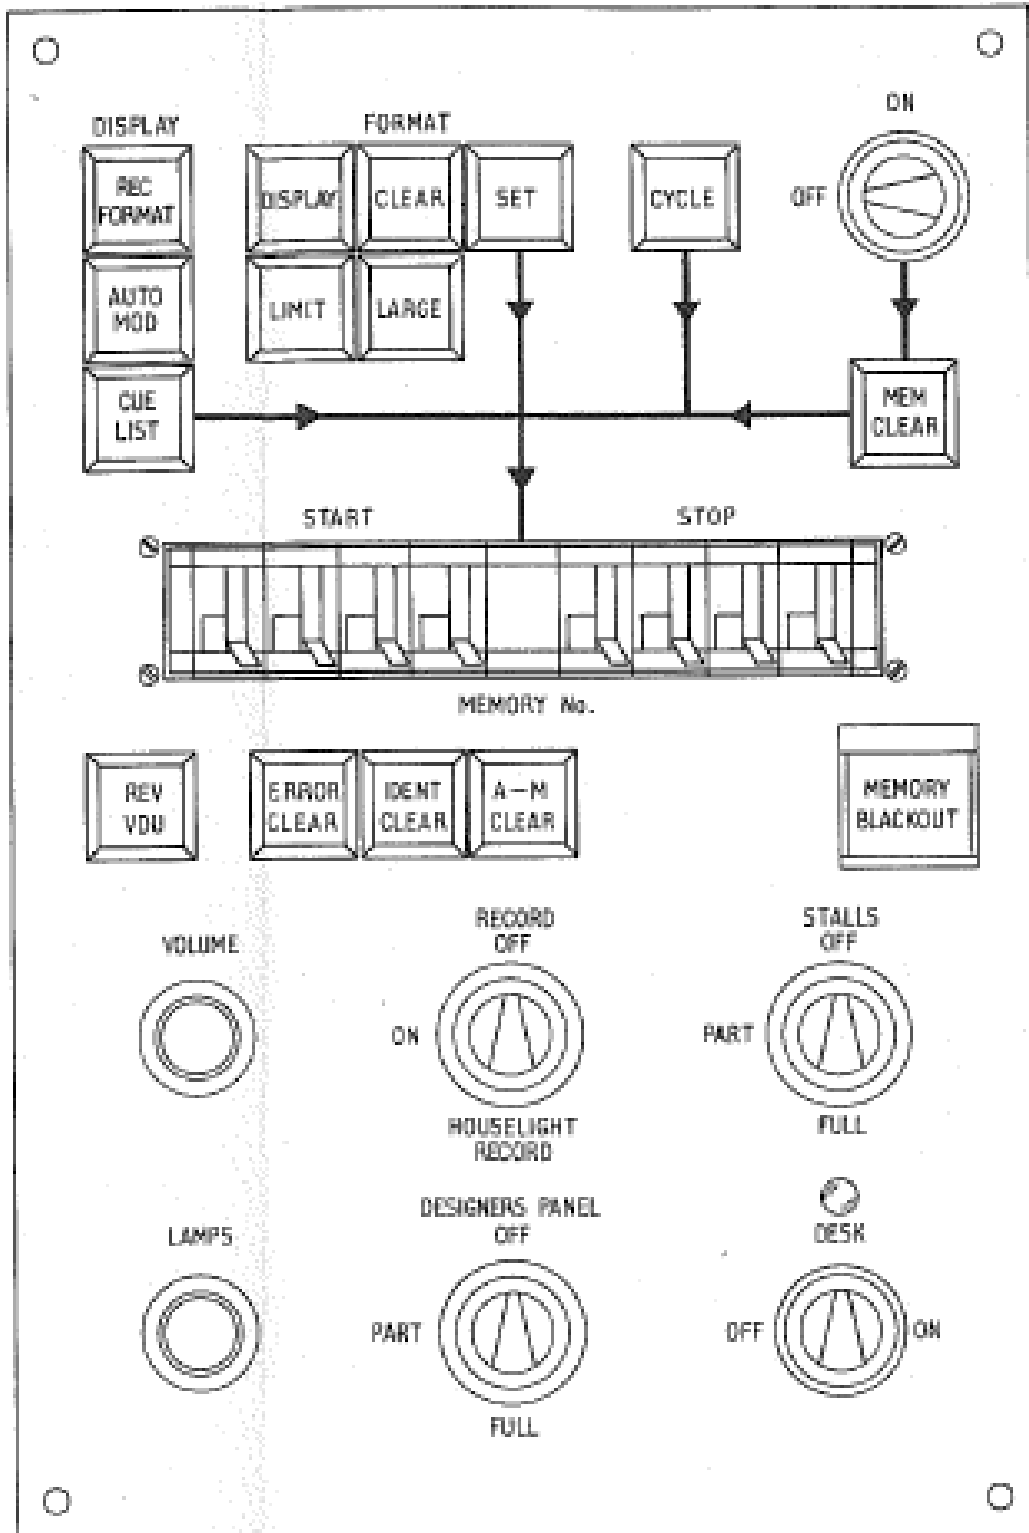 DISPLAY
FORMAT
ON
OFF
REC
FORMAT
DISPLAY
CLEAR
SET
CYCLE
AUTO
MOD
LIMIT
LARGE
CUE
LIST
MEM
CLEAR
START
STOP
MEMORY No.
REV
VDU
ERROR
CLEAR
IDENT
CLEAR
A-M
CLEAR
MEMORY
BLACKOUT
VOLUME
RECORD
OFF
ON
HOUSELIGHT
RECORD
STALLS
OFF
PART
FULL
LAMPS
DESIGNERS PANEL
OFF
PART
FULL
DESK
OFF
ON